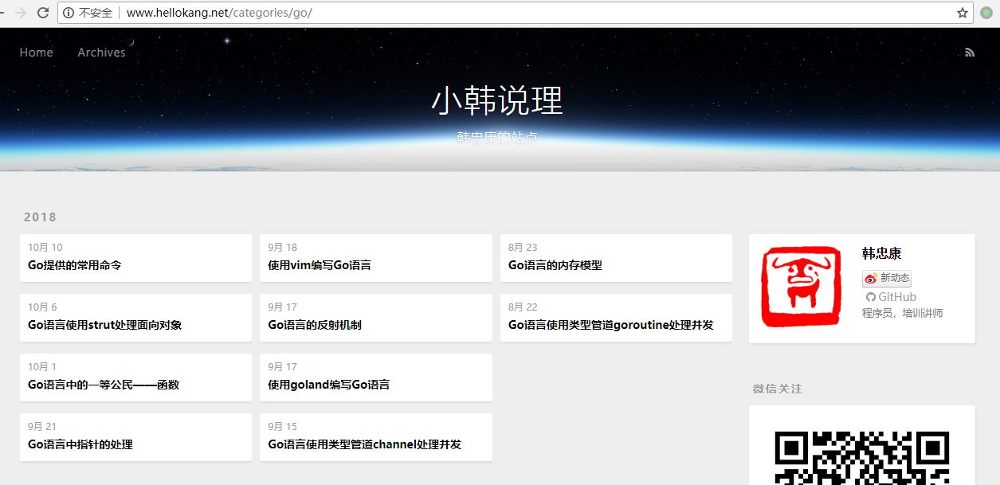 不安全 www.hellokang.net/categories/go/
Home Archives
小韩说理
韩忠康的站点
2018
10月 10
Go提供的常用命令
10月 6
Go语言使用strut处理面向对象
10月 1
Go语言中的一等公民——函数
9月 21
Go语言中指针的处理
9月 18
使用vim编写Go语言
9月 17
Go语言的反射机制
9月 17
使用goland编写Go语言
9月 15
Go语言使用类型管道channel处理并发
8月 23
Go语言的内存模型
8月 22
Go语言使用类型管道goroutine处理并发
韩忠康
新动态
GitHub
程序员，培训讲师
微信关注